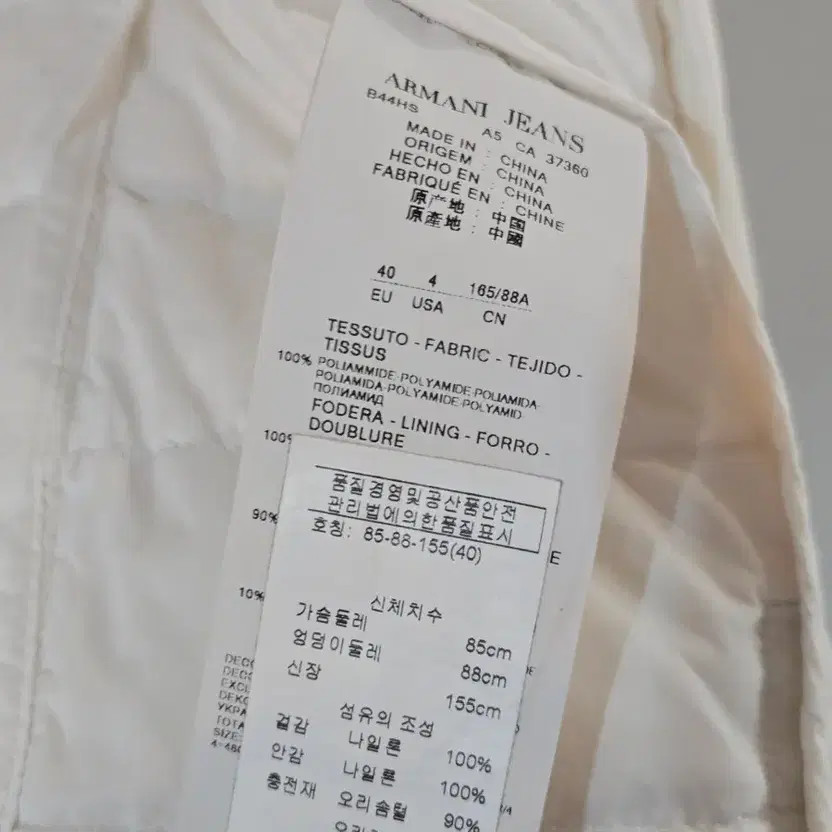 ARMANI JEANS
B44HS A5 CA 37360
MADE IN : CHINA
ORIGEM : CHINA
HECHO EN : CHINA
FABRIQUÉ EN : CHINE
原产地 : 中国
原產地 : 中國
40 4 165/88A
EU USA CN
TESSUTO - FABRIC - TEJIDO -
TISSUS
100% POLIAMMIDE-POLYAMIDE-POLIAMIDA-
POLIAMIDA-POLYAMIDE-POLYAMID
ПОЛИАМИД
FODERA - LINING - FORRO -
DOUBLURE
100%
90%
10%
품질경영및공산품안전
관리법에의한품질표시
호칭: 85-88-155(40)
신체치수
가슴둘레 85cm
엉덩이둘레 88cm
신장 155cm
섬유의 조성
겉감 나일론 100%
안감 나일론 100%
충전재 오리솜털 90%
E
DECO
EXCL
DEKO
УКРА
TOTA
SIZE: